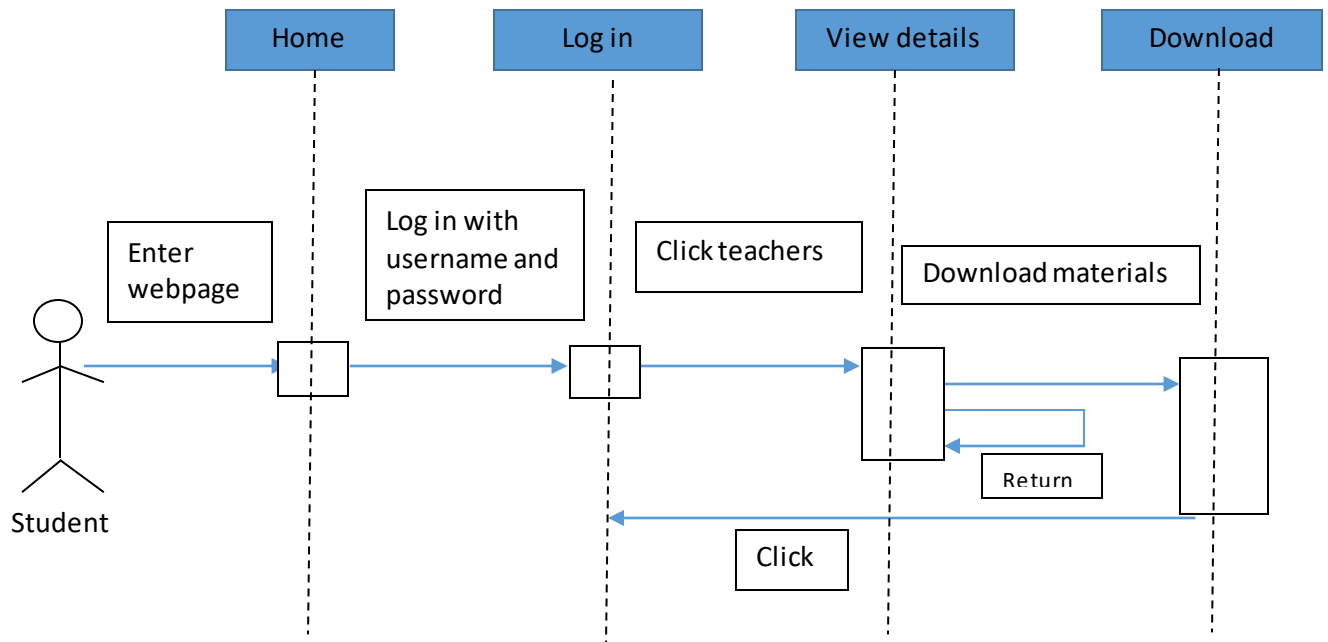 Home
Log in
View details
Download
Enter
webpage
Log in with
username and
password
Click teachers
Download materials
Return
Student
Click